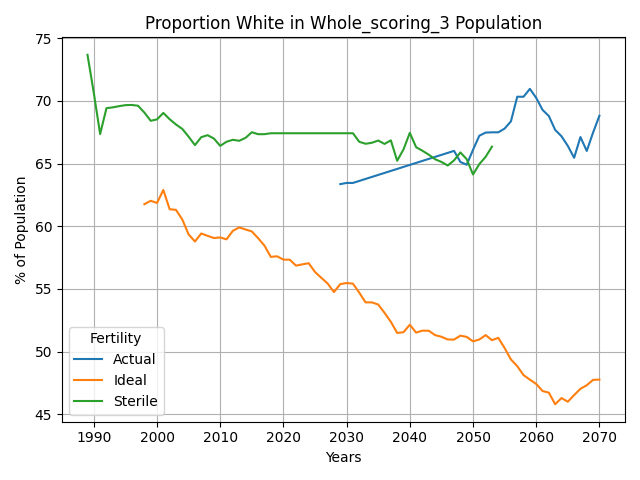 Proportion White in Whole_scoring_3 Population
% of Population
75
70
65
60
55
50
45
Fertility
Actual
Ideal
Sterile
1990 2000 2010 2020 2030 2040 2050 2060 2070
Years